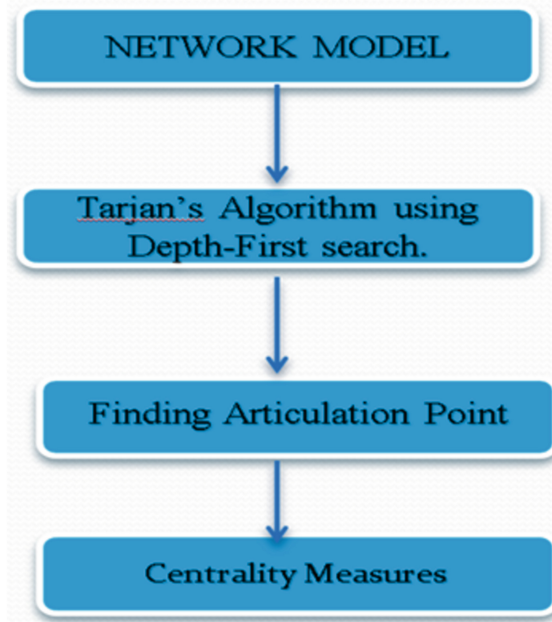 NETWORK MODEL
Tarjan's Algorithm using
Depth-First search.
Finding Articulation Point
Centrality Measures